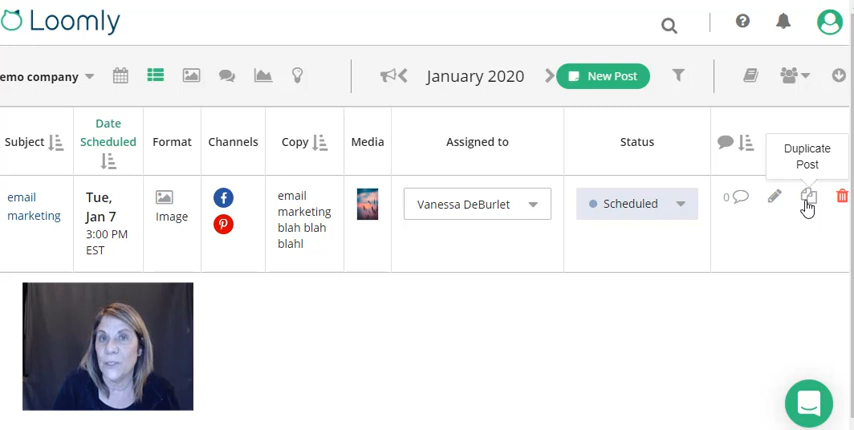 Loomly
emo company
January 2020
New Post
Subject
Date
Scheduled
Format
Channels
Copy
Media
Assigned to
Status
Duplicate
Post
email
marketing
Tue,
Jan 7
3:00 PM
EST
Image
email
marketing
blah blah
blahl
Vanessa DeBurlet
Scheduled
0